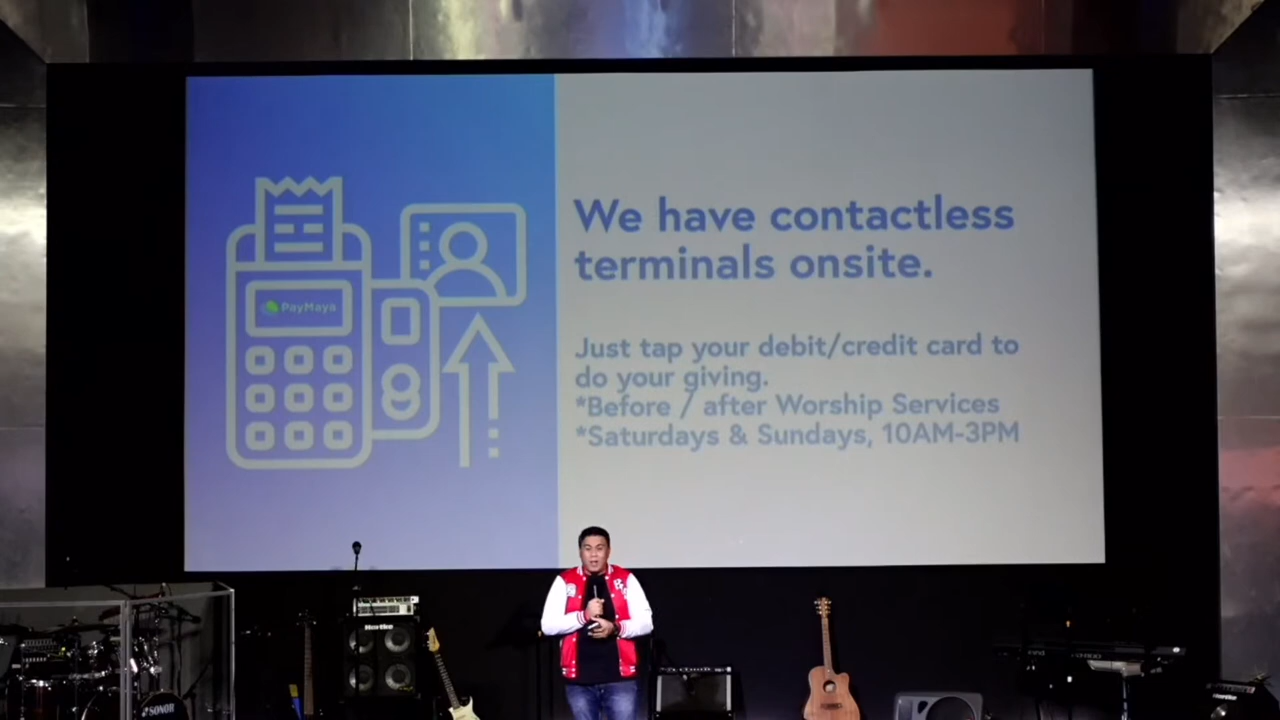 We have contactless
terminals onsite.
PayMaya
Just tap your debit/credit card to
do your giving.
*Before / after Worship Services
*Saturdays & Sundays, 10AM-3PM
Hartke
SONOR